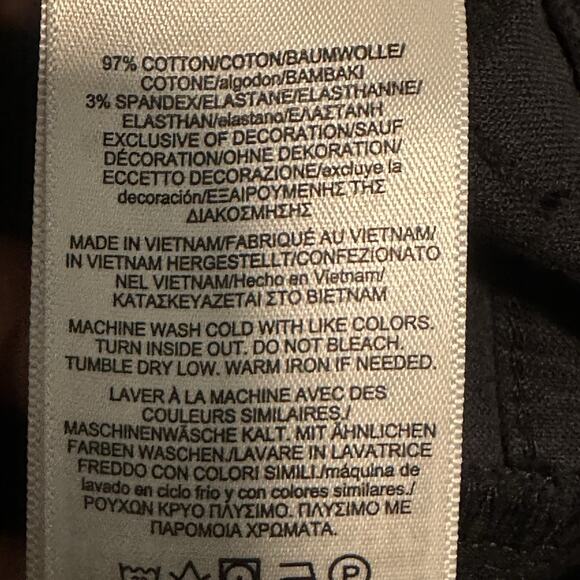 97% COTTON/COTON/BAUMWOLLE/
COTONE/algodon/BAMBAKI
3% SPANDEX/ELASTANE/ELASTHANNE/
ELASTHAN/elastano/ΕΛΑΣΤΑΝΗ
EXCLUSIVE OF DECORATION/SAUF
DÉCORATION/OHNE DEKORATION/
ECCETTO DECORAZIONE/excluye la
decoración/ΕΞΑΙΡΟΥΜΕΝΗΣ ΤΗΣ
ΔΙΑΚΟΣΜΗΣΗΣ
MADE IN VIETNAM/FABRIQUÉ AU VIETNAM/
IN VIETNAM HERGESTELLT/CONFEZIONATO
NEL VIETNAM/Hecho en Vietnam/
ΚΑΤΑΣΚΕΥΑΖΕΤΑΙ ΣΤΟ ΒΙΕΤΝΑΜ
MACHINE WASH COLD WITH LIKE COLORS.
TURN INSIDE OUT. DO NOT BLEACH.
TUMBLE DRY LOW. WARM IRON IF NEEDED.
LAVER À LA MACHINE AVEC DES
COULEURS SIMILAIRES./
MASCHINENWÄSCHE KALT. MIT ÄHNLICHEN
FARBEN WASCHEN./LAVARE IN LAVATRICE
FREDDO CON COLORI SIMILI./máquina de
lavado en ciclo frio y con colores similares./
ΡΟΥΧΩΝ ΚΡΥΟ ΠΛΥΣΙΜΟ. ΠΛΥΣΙΜΟ ΜΕ
ΠΑΡΟΜΟΙΑ ΧΡΩΜΑΤΑ.
P